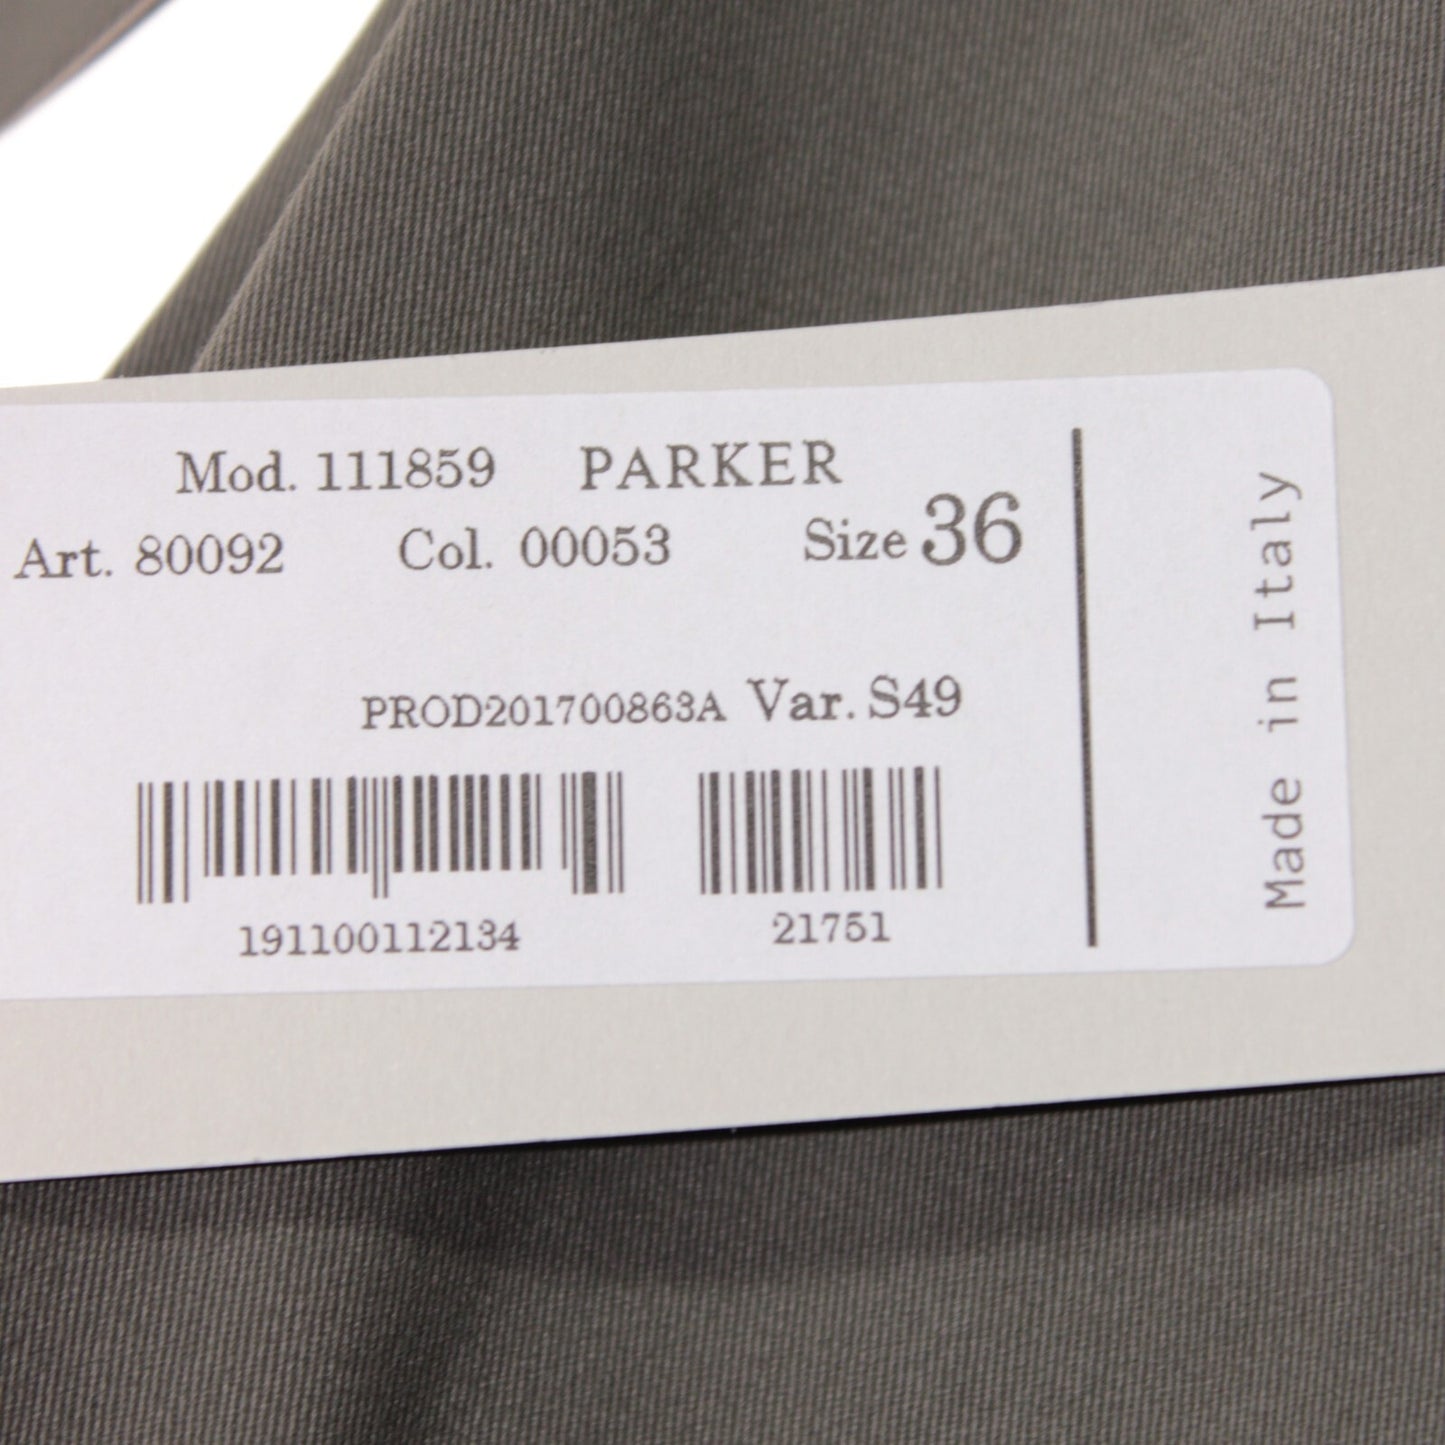 Mod. 111859 PARKER
Art. 80092 Col. 00053 Size 36
PROD201700863A Var. S49
191100112134 21751
Made in Italy